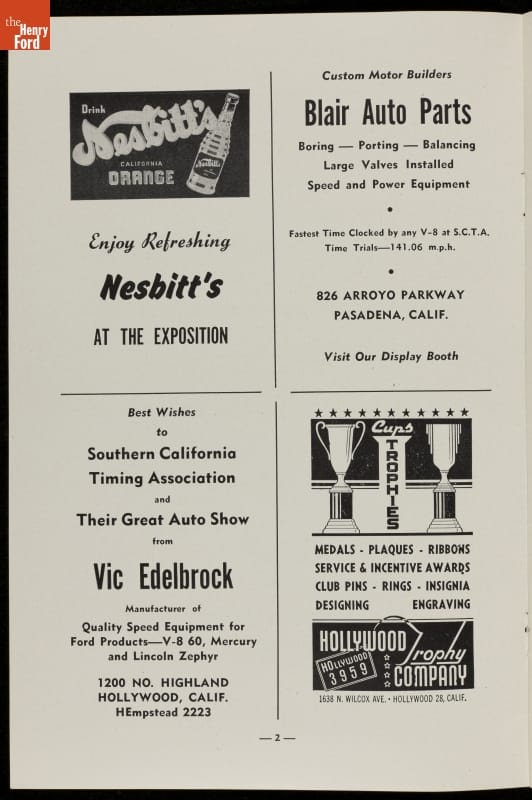 the
Henry
Ford
Drink
Nesbitt's
CALIFORNIA
ORANGE
Nesbitt's
Enjoy Refreshing
Nesbitt's
AT THE EXPOSITION
Custom Motor Builders
Blair Auto Parts
Boring — Porting — Balancing
Large Valves Installed
Speed and Power Equipment
•
Fastest Time Clocked by any V-8 at S.C.T.A.
Time Trials—141.06 m.p.h.
•
826 ARROYO PARKWAY
PASADENA, CALIF.
Visit Our Display Booth
Best Wishes
to
Southern California
Timing Association
and
Their Great Auto Show
from
Vic Edelbrock
Manufacturer of
Quality Speed Equipment for
Ford Products—V-8 60, Mercury
and Lincoln Zephyr
1200 NO. HIGHLAND
HOLLYWOOD, CALIF.
HEmpstead 2223
Cups
TROPHIES
MEDALS - PLAQUES - RIBBONS
SERVICE & INCENTIVE AWARDS
CLUB PINS - RINGS - INSIGNIA
DESIGNING ENGRAVING
HOLLYWOOD
Trophy
COMPANY
HOLLYWOOD
3959
1638 N. WILCOX AVE. • HOLLYWOOD 28, CALIF.
— 2 —